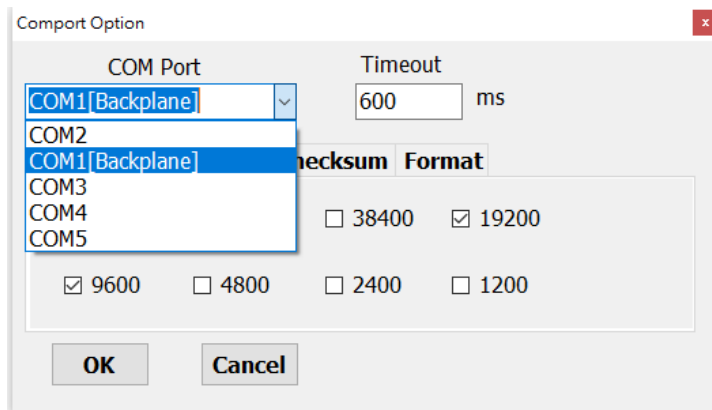 Comport Option
x
COM Port
Timeout
COM1[Backplane]
600
ms
COM2
COM1[Backplane]
COM3
COM4
COM5
Format
38400
19200
9600
4800
2400
1200
OK
Cancel